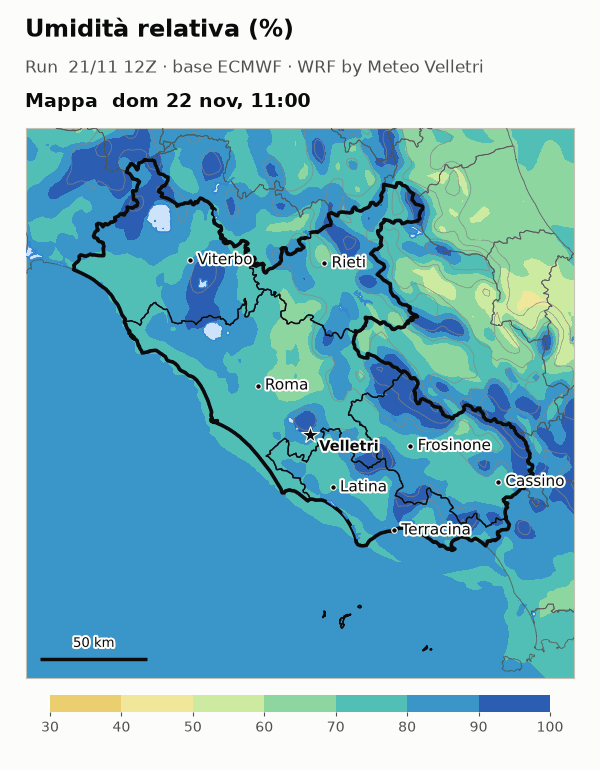 Umidità relativa (%)
Run  21/11 12Z · base ECMWF · WRF by Meteo Velletri
Mappa  dom 22 nov, 11:00
Viterbo
Rieti
Roma
Velletri
Frosinone
Cassino
Latina
Terracina
50 km
30 40 50 60 70 80 90 100